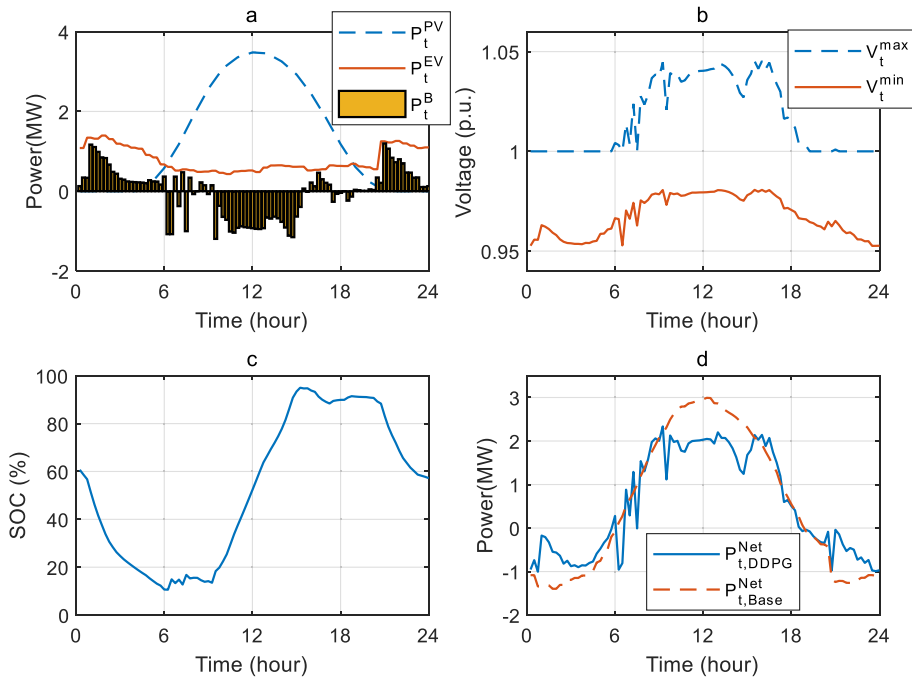 a
Power(MW)
4
2
0
-2
0
6
12
18
24
Time (hour)
P_t^PV
P_t^EV
P_t^B
b
Voltage (p.u.)
1.05
1
0.95
0
6
12
18
24
Time (hour)
V_t^max
V_t^min
c
SOC (%)
100
80
60
40
20
0
0
6
12
18
24
Time (hour)
d
Power(MW)
3
2
1
0
-1
-2
0
6
12
18
24
Time (hour)
P_t,DDPG^Net
P_t,Base^Net